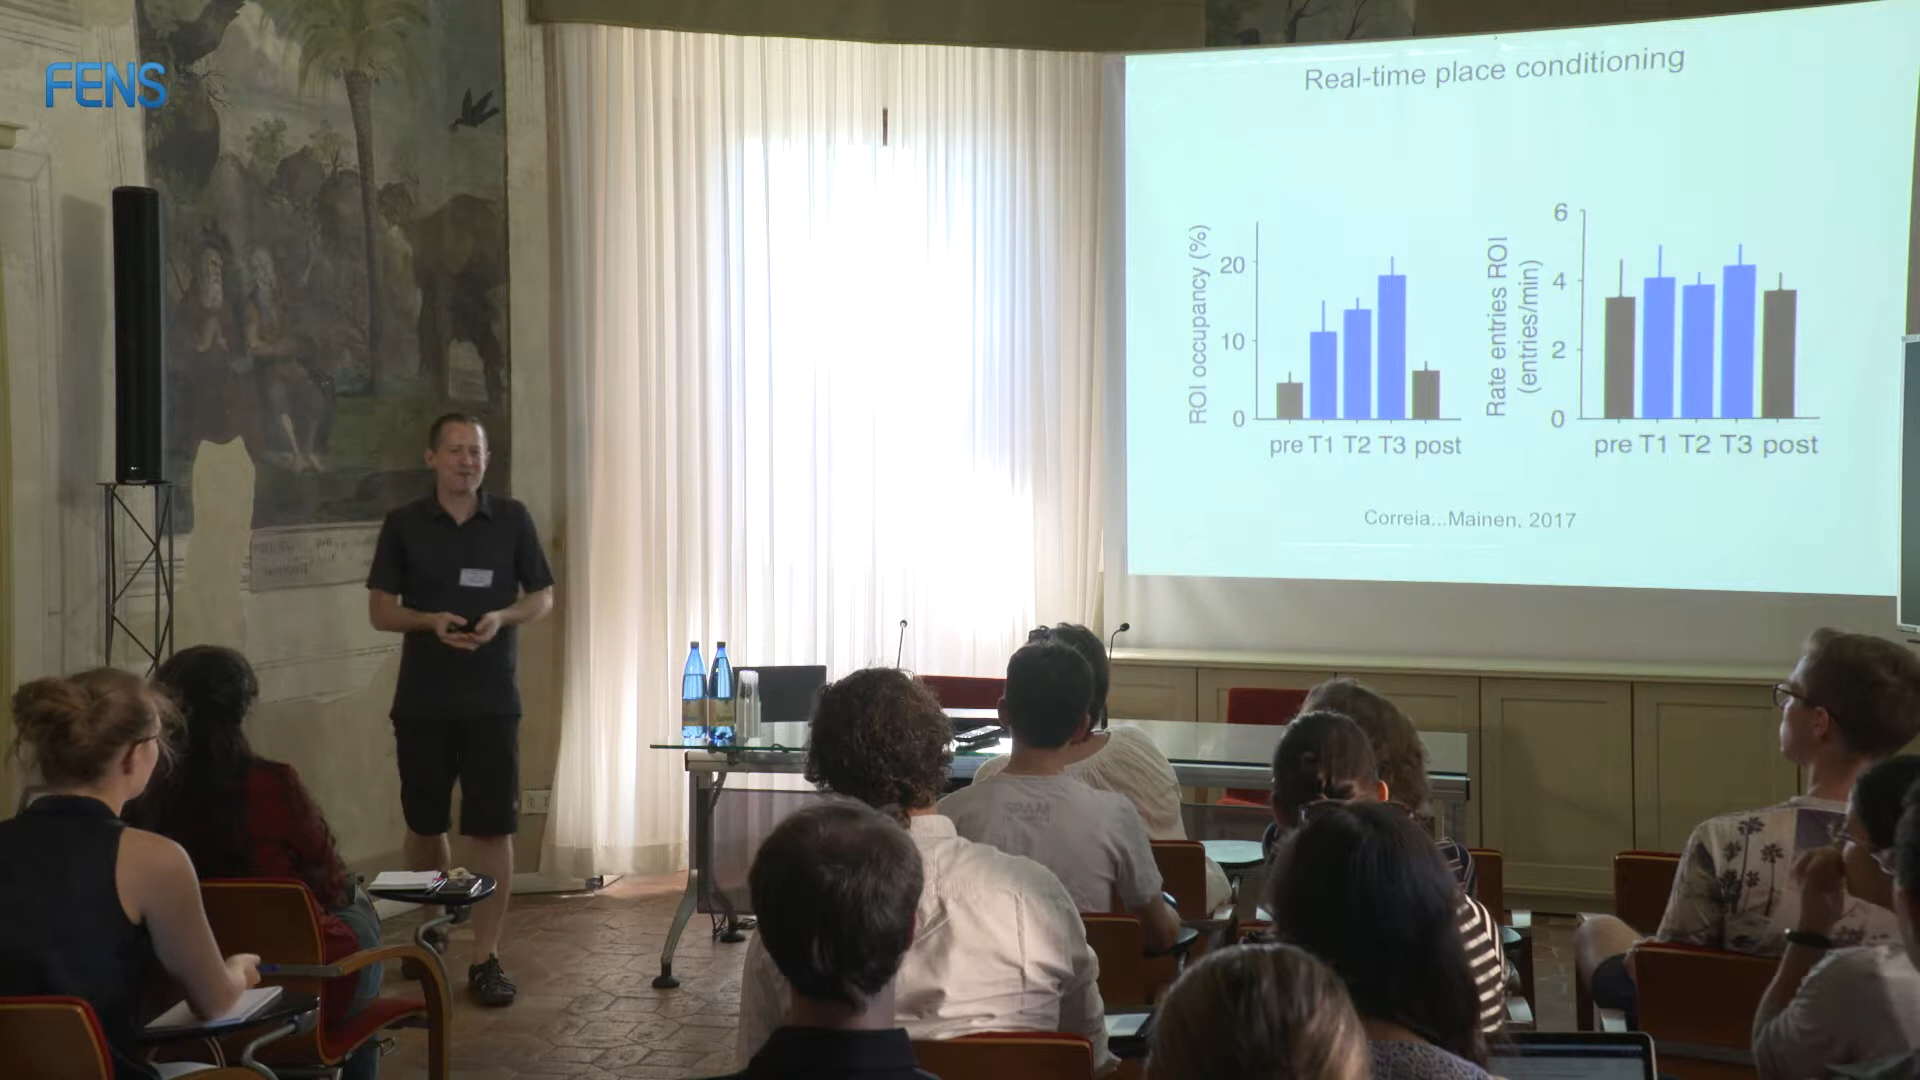 FENS
Real-time place conditioning
ROI occupancy (%)
20
10
0
pre T1 T2 T3 post
Rate entries ROI
(entries/min)
6
4
2
0
pre T1 T2 T3 post
Correia...Mainen, 2017
SPAM